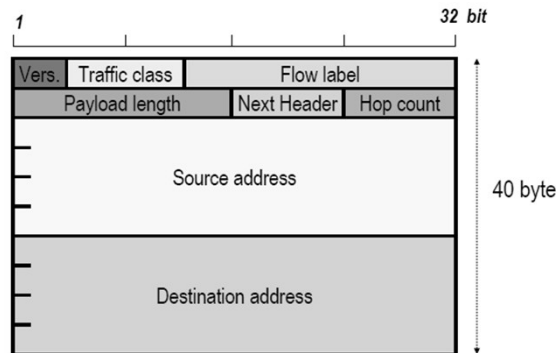 1 32 bit
Vers. Traffic class Flow label
Payload length Next Header Hop count
Source address
40 byte
Destination address